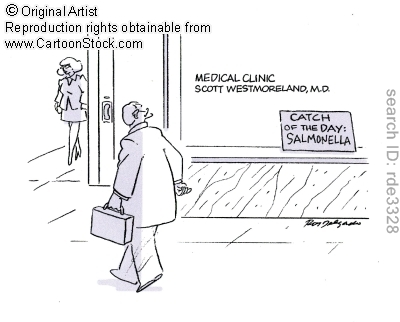 © Original Artist
Reproduction rights obtainable from
www.CartoonStock.com
MEDICAL CLINIC
SCOTT WESTMORELAND, M.D.
CATCH
OF THE DAY:
SALMONELLA
search ID: rde3328